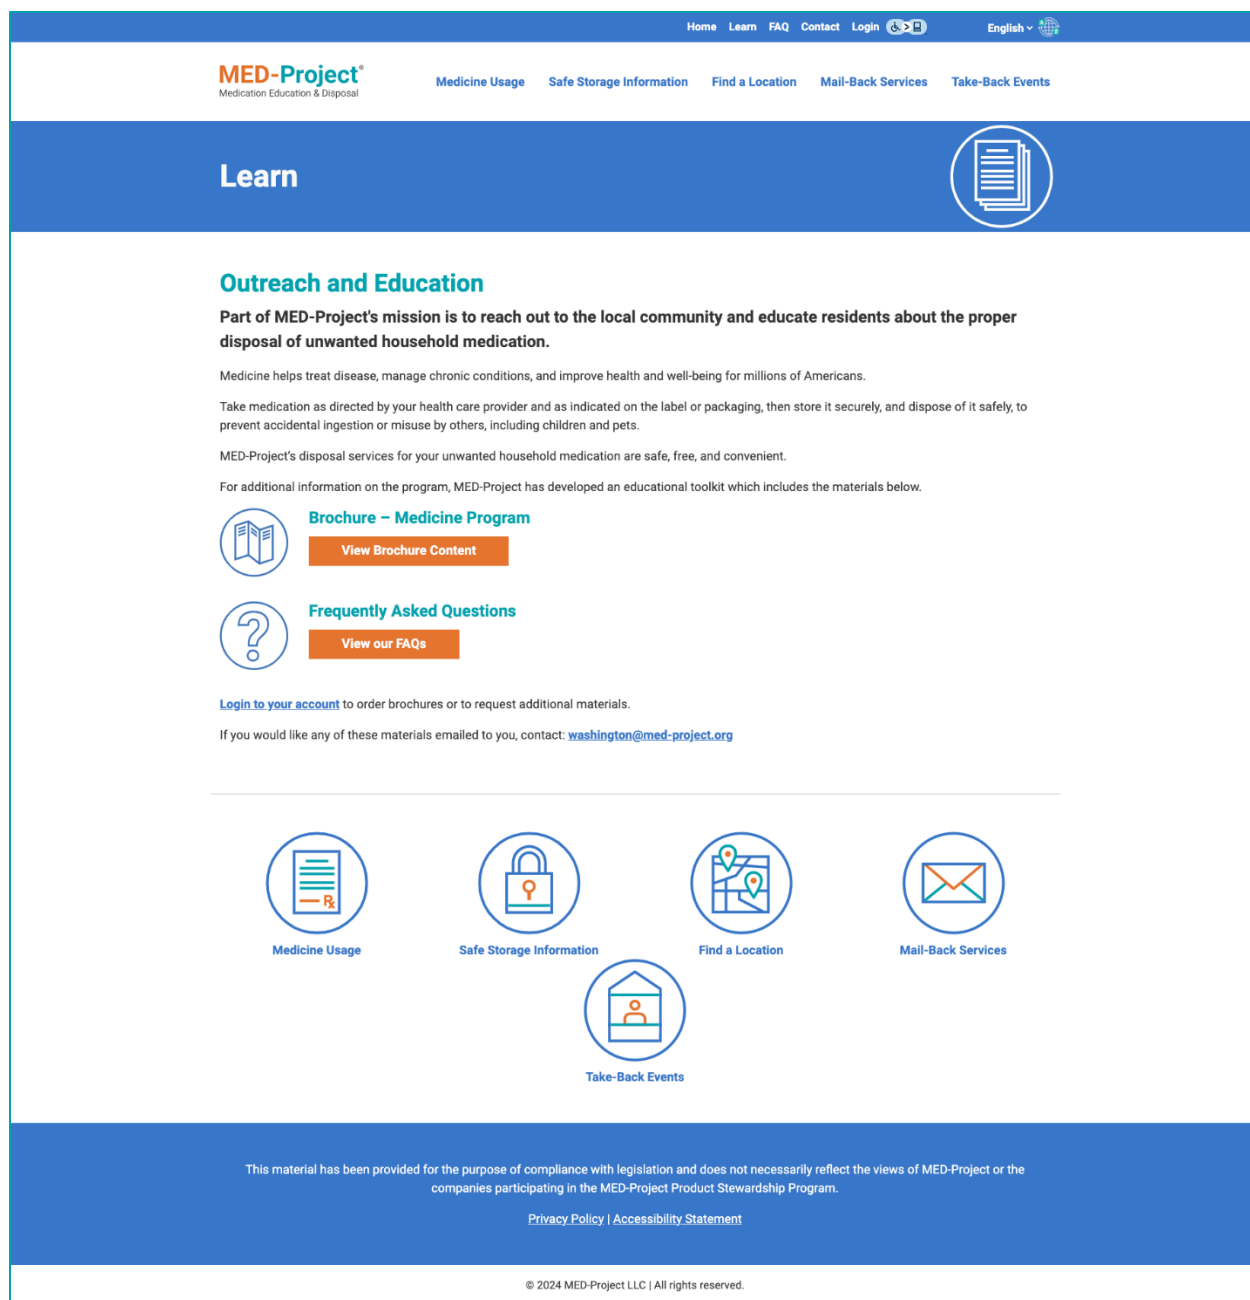 Home Learn FAQ Contact Login English
MED-Project®
Medication Education & Disposal
Medicine Usage Safe Storage Information Find a Location Mail-Back Services Take-Back Events
Learn
Outreach and Education
Part of MED-Project's mission is to reach out to the local community and educate residents about the proper
disposal of unwanted household medication.
Medicine helps treat disease, manage chronic conditions, and improve health and well-being for millions of Americans.
Take medication as directed by your health care provider and as indicated on the label or packaging, then store it securely, and dispose of it safely, to
prevent accidental ingestion or misuse by others, including children and pets.
MED-Project’s disposal services for your unwanted household medication are safe, free, and convenient.
For additional information on the program, MED-Project has developed an educational toolkit which includes the materials below.
Brochure – Medicine Program
View Brochure Content
Frequently Asked Questions
View our FAQs
Login to your account to order brochures or to request additional materials.
If you would like any of these materials emailed to you, contact: washington@med-project.org
Rx
Medicine Usage Safe Storage Information Find a Location Mail-Back Services
Take-Back Events
This material has been provided for the purpose of compliance with legislation and does not necessarily reflect the views of MED-Project or the
companies participating in the MED-Project Product Stewardship Program.
Privacy Policy | Accessibility Statement
© 2024 MED-Project LLC | All rights reserved.